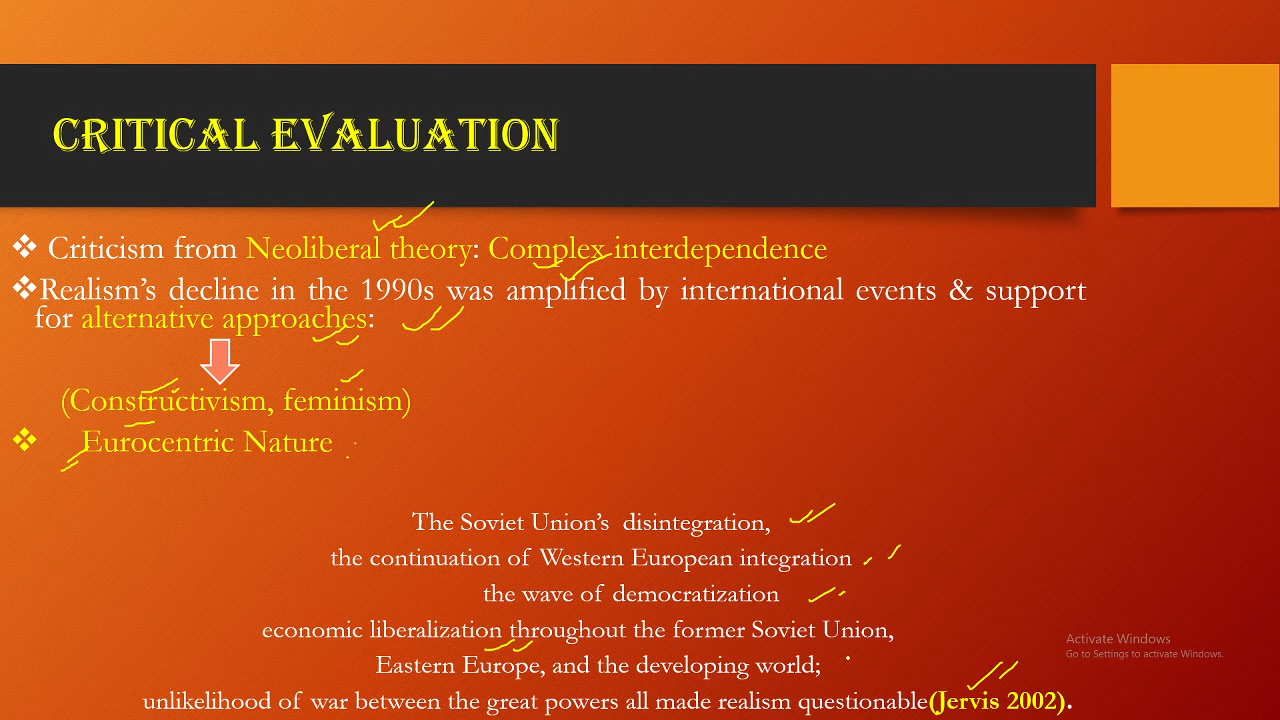 CRITICAL EVALUATION
❖ Criticism from Neoliberal theory: Complex interdependence
❖Realism's decline in the 1990s was amplified by international events & support
for alternative approaches:
(Constructivism, feminism)
❖ Eurocentric Nature
The Soviet Union's disintegration,
the continuation of Western European integration
the wave of democratization
economic liberalization throughout the former Soviet Union,
Eastern Europe, and the developing world;
unlikelihood of war between the great powers all made realism questionable(Jervis 2002).
Activate Windows
Go to Settings to activate Windows.